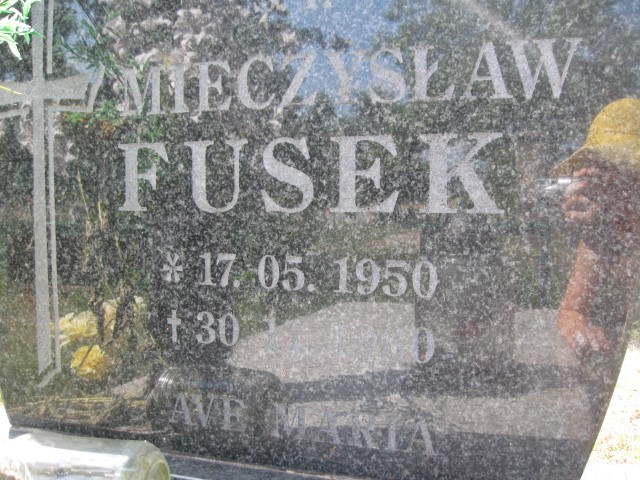 MIECZYSŁAW
FUSEK
* 17. 05. 1950
† 30
AVE MARIA